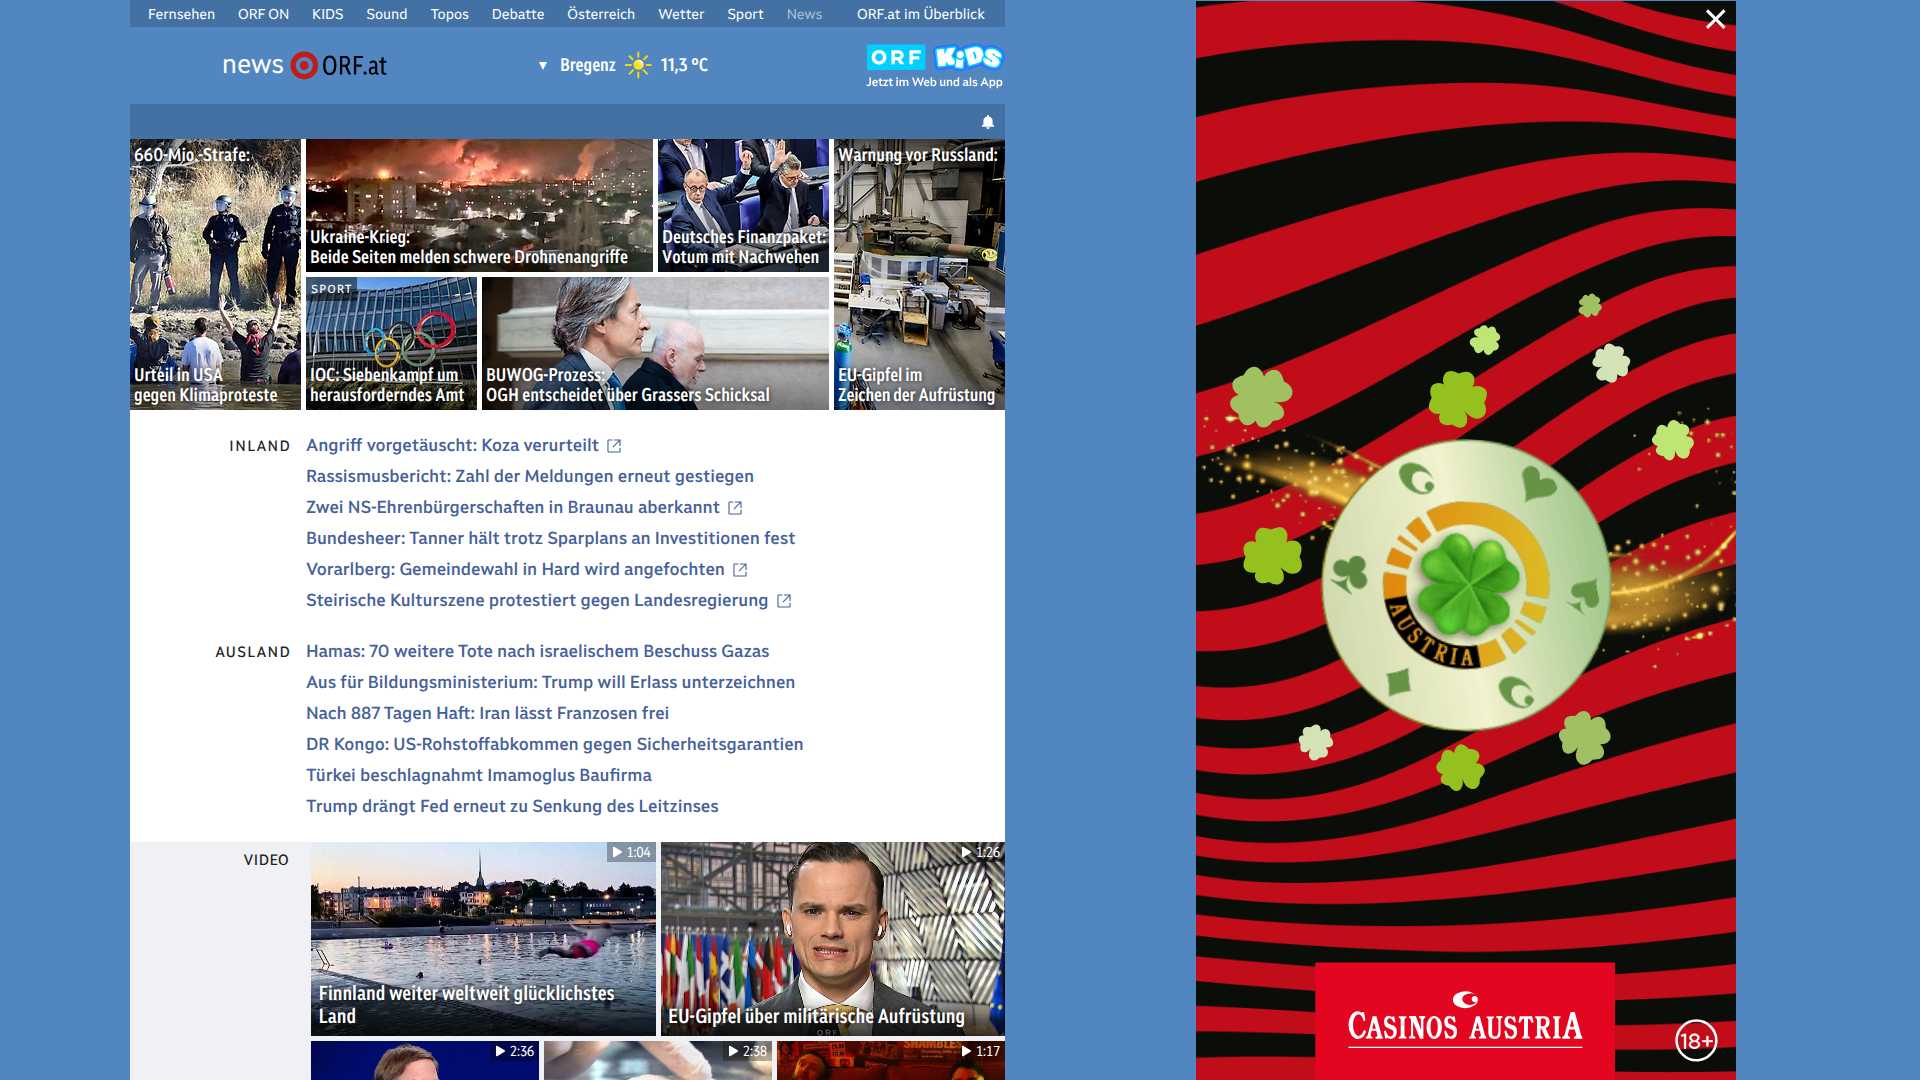 Fernsehen ORF ON KIDS Sound Topos Debatte Österreich Wetter Sport News ORF.at im Überblick
news ORF.at
▼ Bregenz 11,3 °C
ORF KiDS
Jetzt im Web und als App
660-Mio.-Strafe:
Urteil in USA
gegen Klimaproteste
Ukraine-Krieg:
Beide Seiten melden schwere Drohnenangriffe
Deutsches Finanzpaket:
Votum mit Nachwehen
Warnung vor Russland:
EU-Gipfel im
Zeichen der Aufrüstung
SPORT
IOC: Siebenkampf um
herausforderndes Amt
BUWOG-Prozess:
OGH entscheidet über Grassers Schicksal
INLAND
Angriff vorgetäuscht: Koza verurteilt
Rassismusbericht: Zahl der Meldungen erneut gestiegen
Zwei NS-Ehrenbürgerschaften in Braunau aberkannt
Bundesheer: Tanner hält trotz Sparplans an Investitionen fest
Vorarlberg: Gemeindewahl in Hard wird angefochten
Steirische Kulturszene protestiert gegen Landesregierung
AUSLAND
Hamas: 70 weitere Tote nach israelischem Beschuss Gazas
Aus für Bildungsministerium: Trump will Erlass unterzeichnen
Nach 887 Tagen Haft: Iran lässt Franzosen frei
DR Kongo: US-Rohstoffabkommen gegen Sicherheitsgarantien
Türkei beschlagnahmt Imamoglus Baufirma
Trump drängt Fed erneut zu Senkung des Leitzinses
VIDEO
1:04
Finnland weiter weltweit glücklichstes
Land
1:26
EU-Gipfel über militärische Aufrüstung
ORF
2:36
2:38
SHAMBLES
1:17
AUSTRIA
CASINOS AUSTRIA
18+